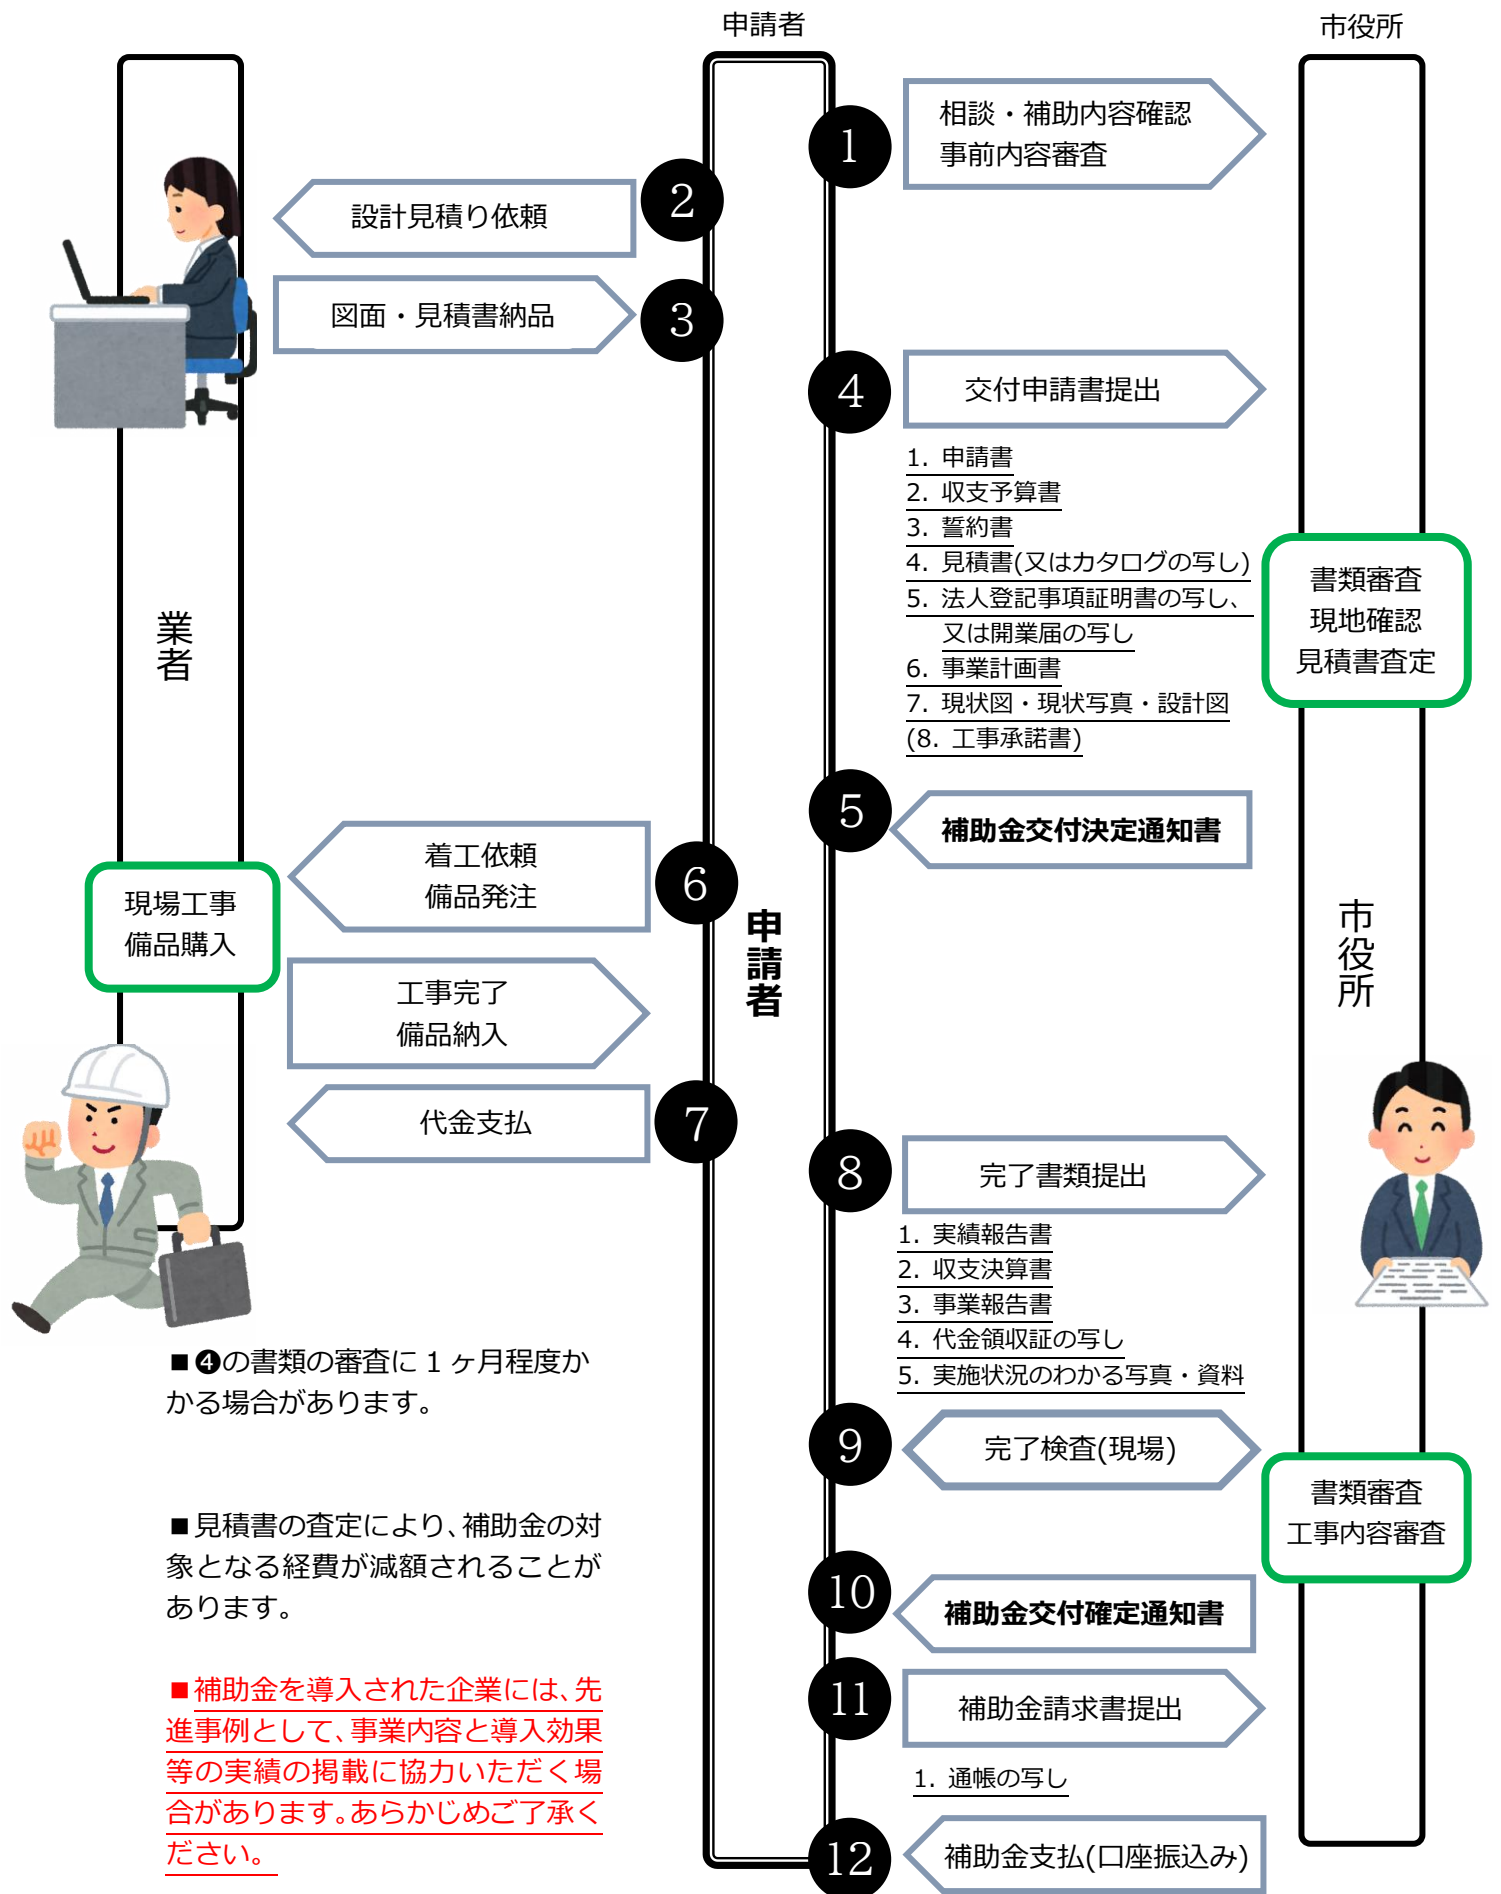 申請者
市役所
1
相談・補助内容確認
事前内容審査
2
設計見積り依頼
3
図面・見積書納品
4
交付申請書提出
1. 申請書
2. 収支予算書
3. 誓約書
4. 見積書(又はカタログの写し)
5. 法人登記事項証明書の写し、
又は開業届の写し
6. 事業計画書
7. 現状図・現状写真・設計図
(8. 工事承諾書)
書類審査
現地確認
見積書査定
業者
5
補助金交付決定通知書
6
着工依頼
備品発注
現場工事
備品購入
申請者
市役所
工事完了
備品納入
7
代金支払
8
完了書類提出
1. 実績報告書
2. 収支決算書
3. 事業報告書
4. 代金領収証の写し
5. 実施状況のわかる写真・資料
9
完了検査(現場)
書類審査
工事内容審査
10
補助金交付確定通知書
11
補助金請求書提出
1. 通帳の写し
12
補助金支払(口座振込み)
■❹の書類の審査に 1 ヶ月程度か
かる場合があります。
■見積書の査定により、補助金の対
象となる経費が減額されることが
あります。
■補助金を導入された企業には、先
進事例として、事業内容と導入効果
等の実績の掲載に協力いただく場
合があります。あらかじめご了承く
ださい。